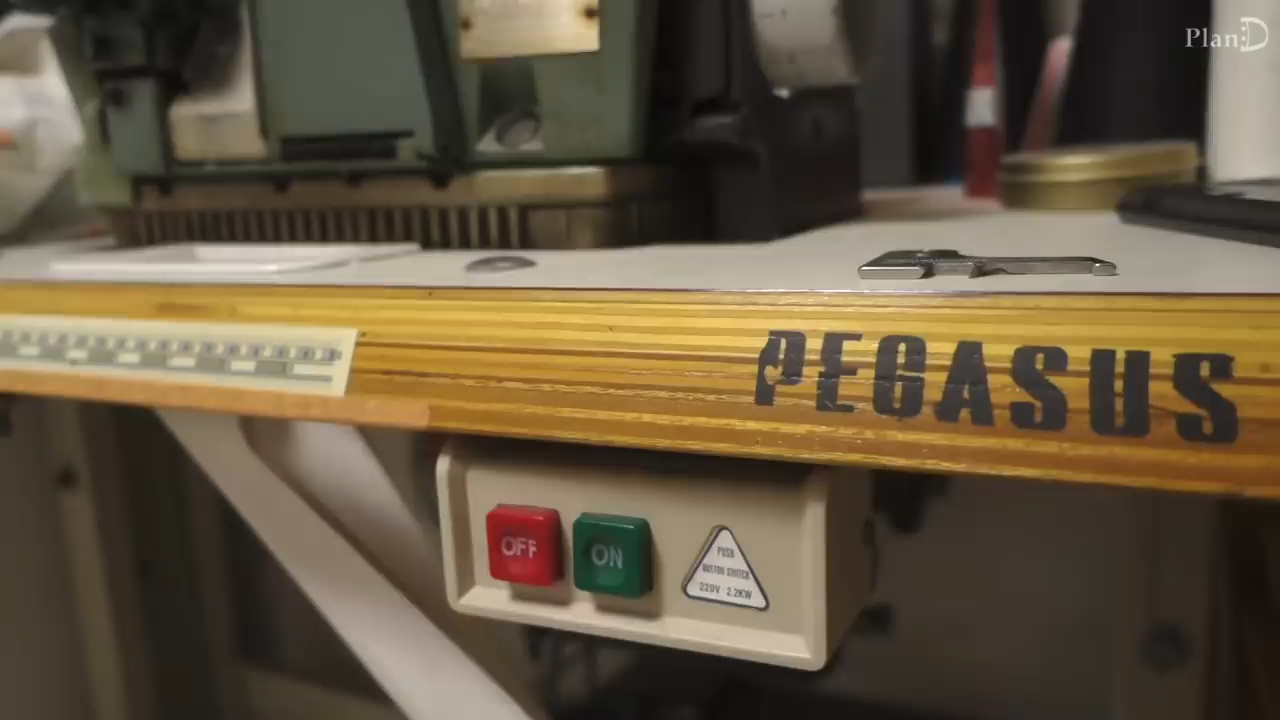 Plan:D
PEGASUS
OFF
ON
PUSH
BUTTON SWITCH
220V · 2.2KW